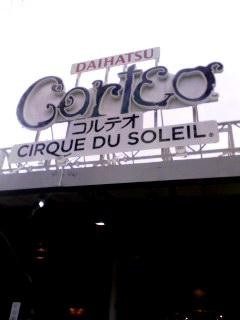 DAIHATSU
Corteo
コルテオ
CIRQUE DU SOLEIL®